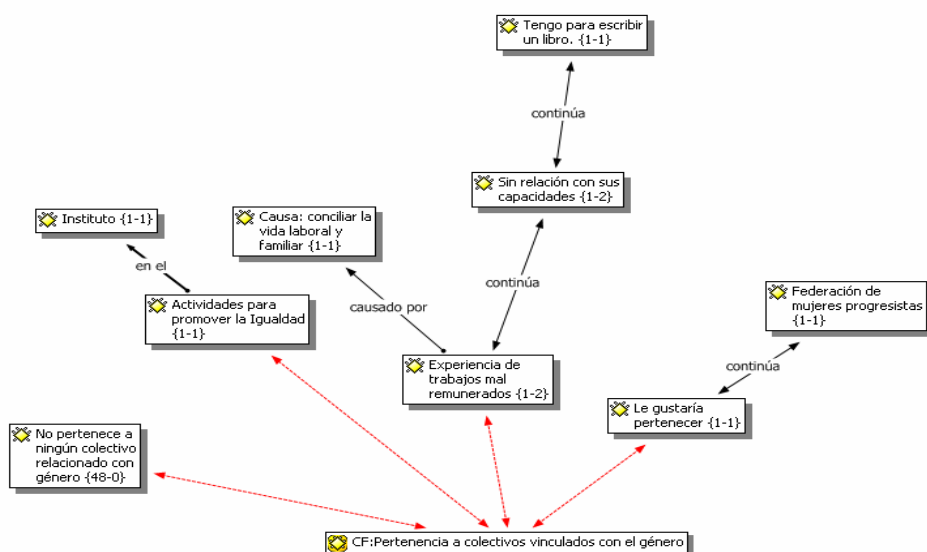 Tengo para escribir
un libro. {1-1}
continúa
Sin relación con sus
capacidades {1-2}
Instituto {1-1}
Causa: conciliar la
vida laboral y
familiar {1-1}
en el
continúa
Federación de
mujeres progresistas
{1-1}
Actividades para
promover la Igualdad
{1-1}
causado por
continúa
Experiencia de
trabajos mal
remunerados {1-2}
Le gustaría
pertenecer {1-1}
No pertenece a
ningún colectivo
relacionado con
género {48-0}
CF:Pertenencia a colectivos vinculados con el género